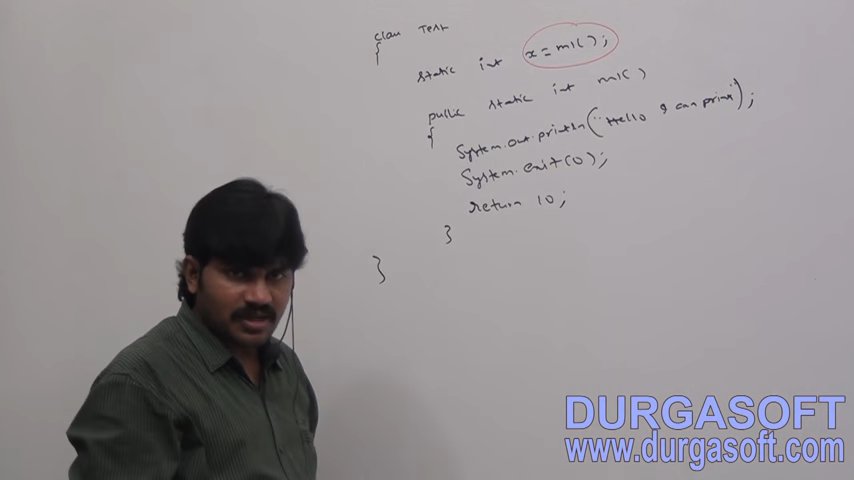 class Test
{
static int x = m1( );
public static int m1( )
{
System.out.println("Hello I can print");
System.exit(0);
return 10;
}
}
DURGASOFT
www.durgasoft.com